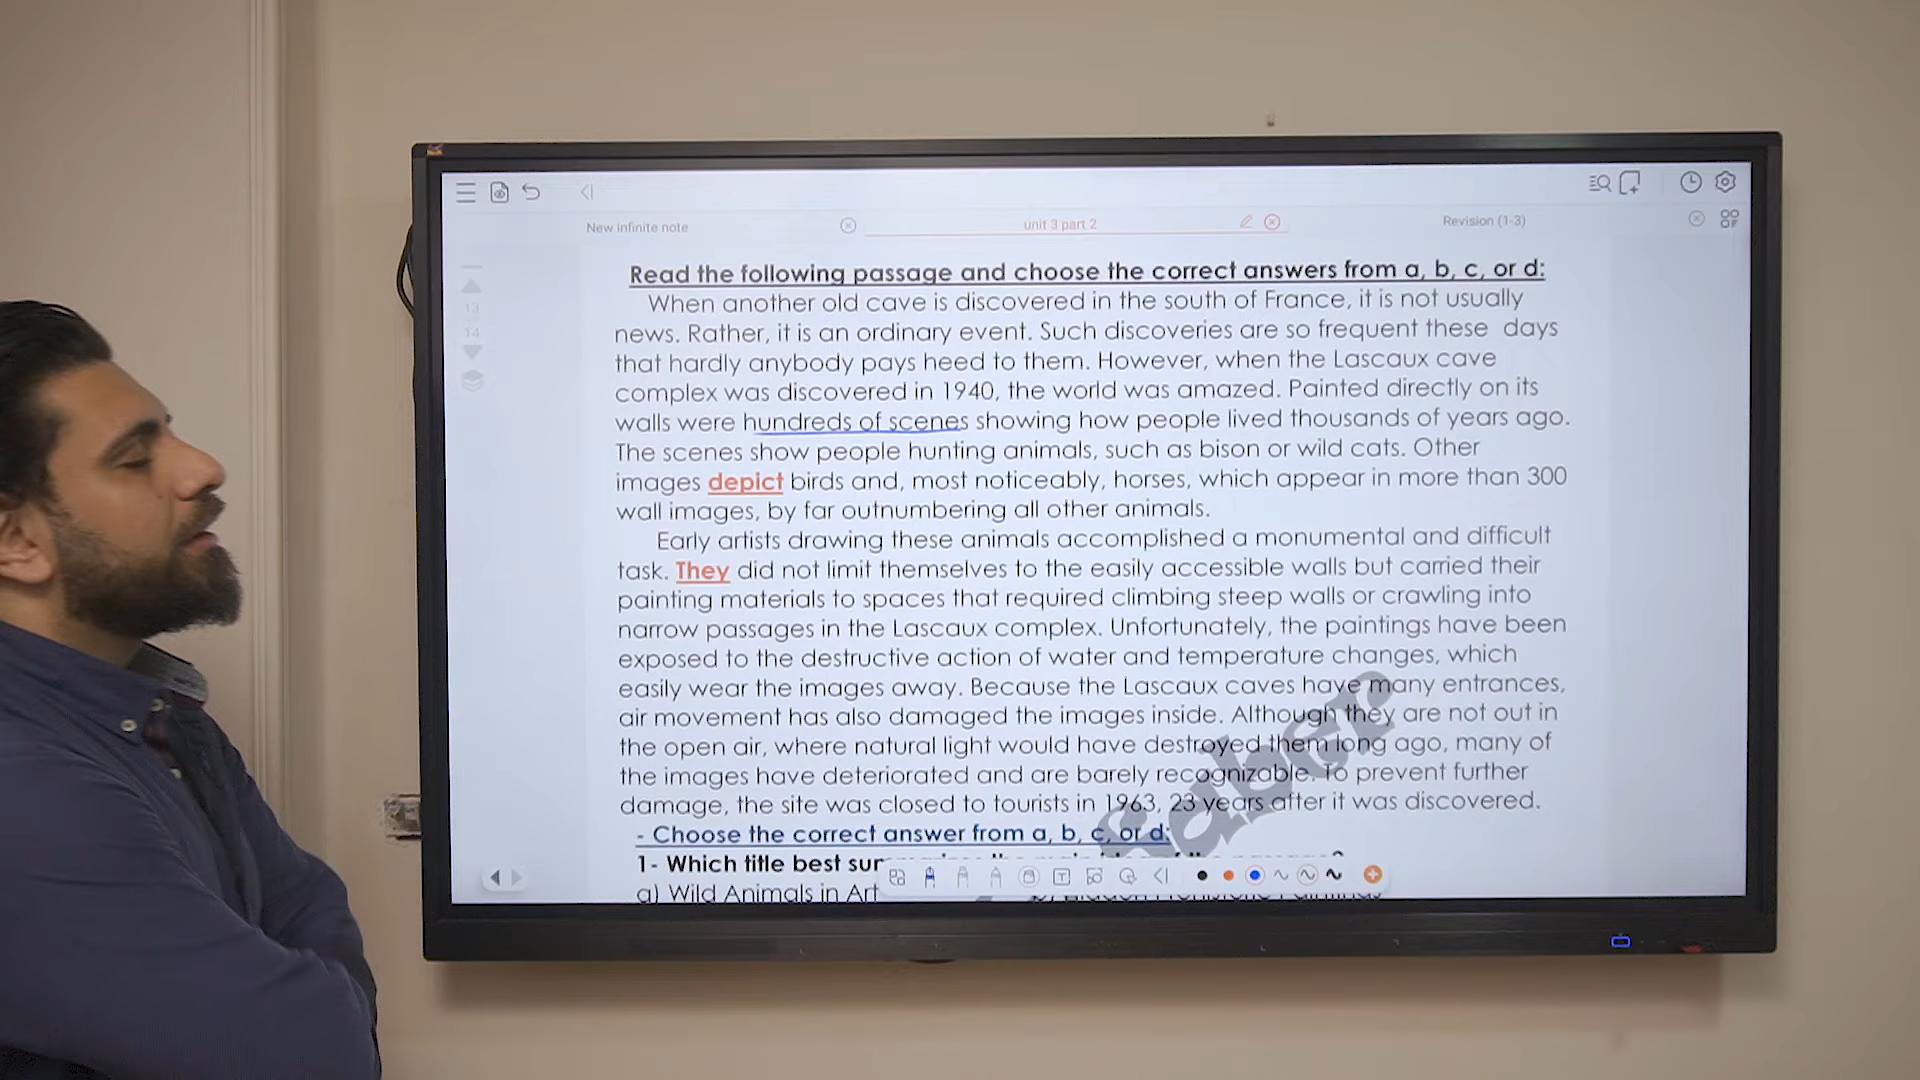 New infinite note
unit 3 part 2
Revision (1-3)
13
14
Read the following passage and choose the correct answers from a, b, c, or d:
When another old cave is discovered in the south of France, it is not usually
news. Rather, it is an ordinary event. Such discoveries are so frequent these days
that hardly anybody pays heed to them. However, when the Lascaux cave
complex was discovered in 1940, the world was amazed. Painted directly on its
walls were hundreds of scenes showing how people lived thousands of years ago.
The scenes show people hunting animals, such as bison or wild cats. Other
images depict birds and, most noticeably, horses, which appear in more than 300
wall images, by far outnumbering all other animals.
Early artists drawing these animals accomplished a monumental and difficult
task. They did not limit themselves to the easily accessible walls but carried their
painting materials to spaces that required climbing steep walls or crawling into
narrow passages in the Lascaux complex. Unfortunately, the paintings have been
exposed to the destructive action of water and temperature changes, which
easily wear the images away. Because the Lascaux caves have many entrances,
air movement has also damaged the images inside. Although they are not out in
the open air, where natural light would have destroyed them long ago, many of
the images have deteriorated and are barely recognizable. To prevent further
damage, the site was closed to tourists in 1963, 23 years after it was discovered.
- Choose the correct answer from a, b, c, or d:
1- Which title best
a) Wild Animals in Art